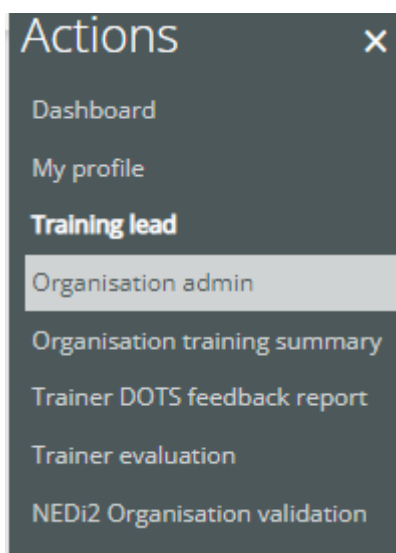 Actions ×
Dashboard
My profile
Training lead
Organisation admin
Organisation training summary
Trainer DOTS feedback report
Trainer evaluation
NEDi2 Organisation validation